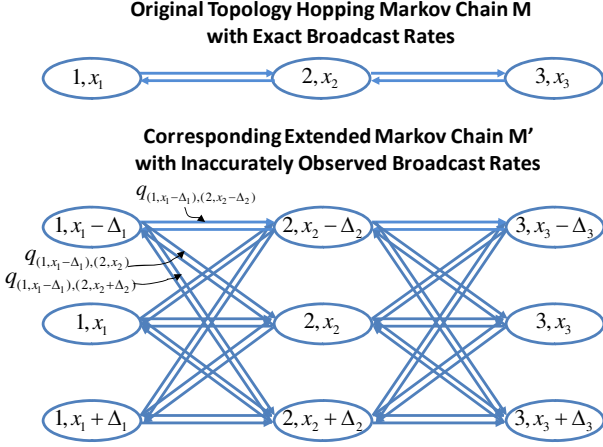 Original Topology Hopping Markov Chain M
with Exact Broadcast Rates
1, x₁
2, x₂
3, x₃
Corresponding Extended Markov Chain M’
with Inaccurately Observed Broadcast Rates
q₍₁,ₓ₁₋Δ₁₎,₍₂,ₓ₂₋Δ₂₎
1, x₁ − Δ₁
2, x₂ − Δ₂
3, x₃ − Δ₃
q₍₁,ₓ₁₋Δ₁₎,₍₂,ₓ₂₎
q₍₁,ₓ₁₋Δ₁₎,₍₂,ₓ₂₊Δ₂₎
1, x₁
2, x₂
3, x₃
1, x₁ + Δ₁
2, x₂ + Δ₂
3, x₃ + Δ₃